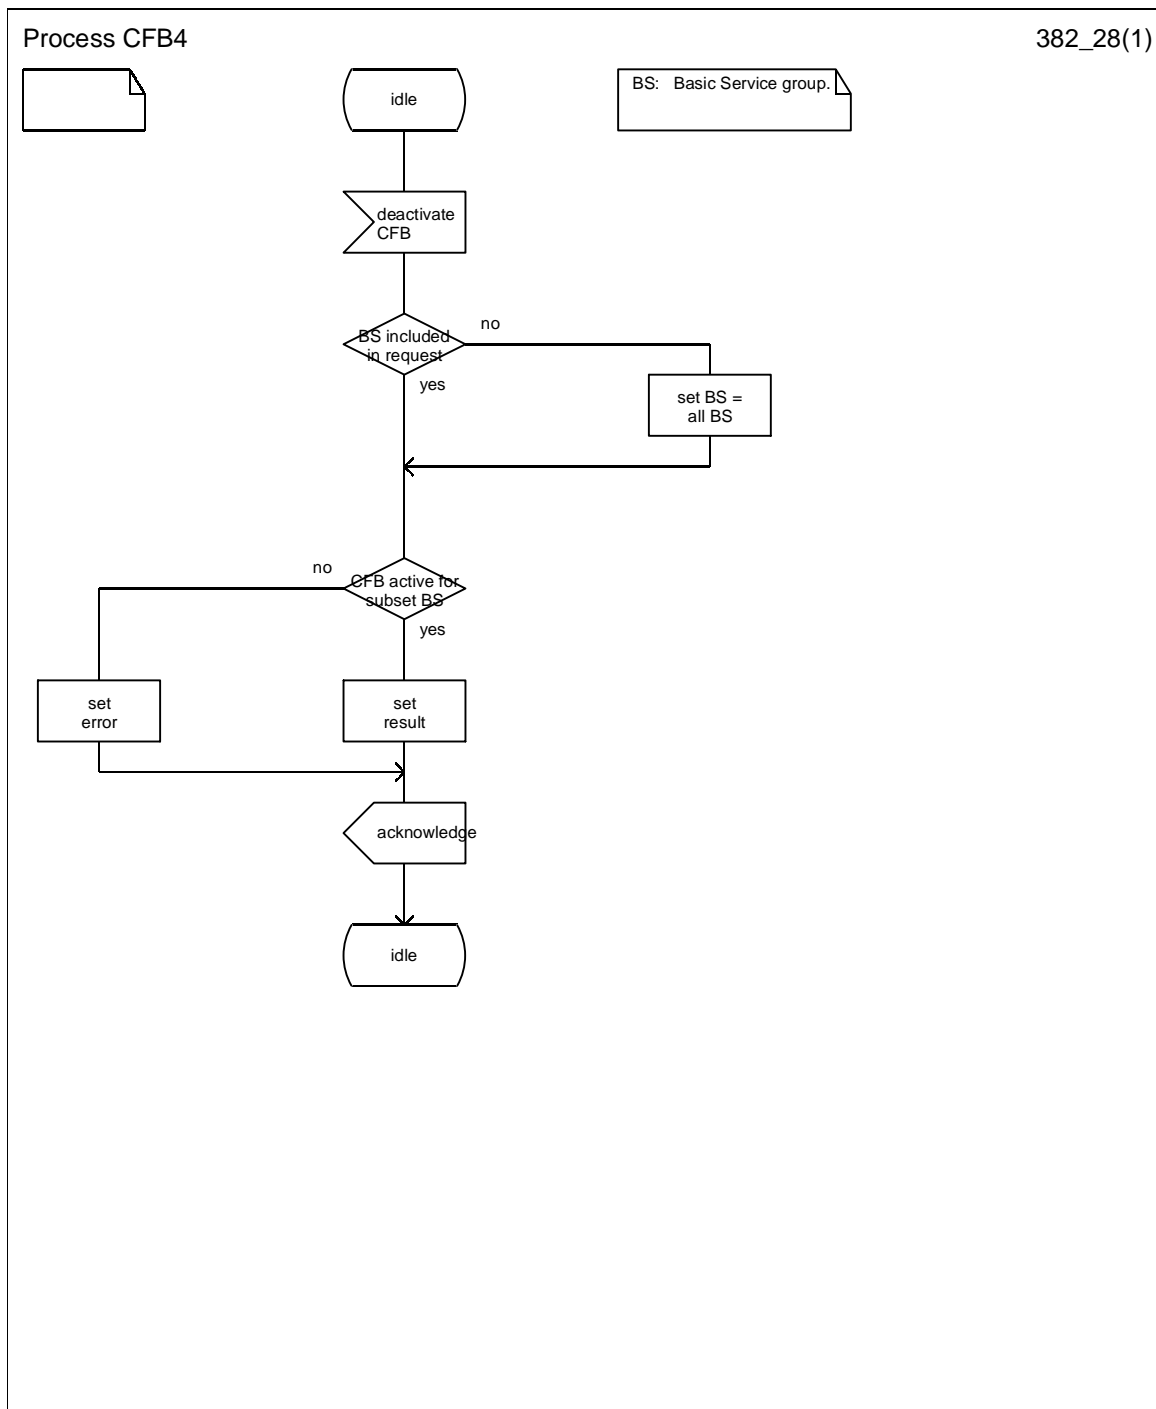 Process CFB4
382_28(1)
idle
BS: Basic Service group.
deactivate
CFB
BS included
in request
no
yes
set BS =
all BS
no
CFB active for
subset BS
yes
set
error
set
result
acknowledge
idle